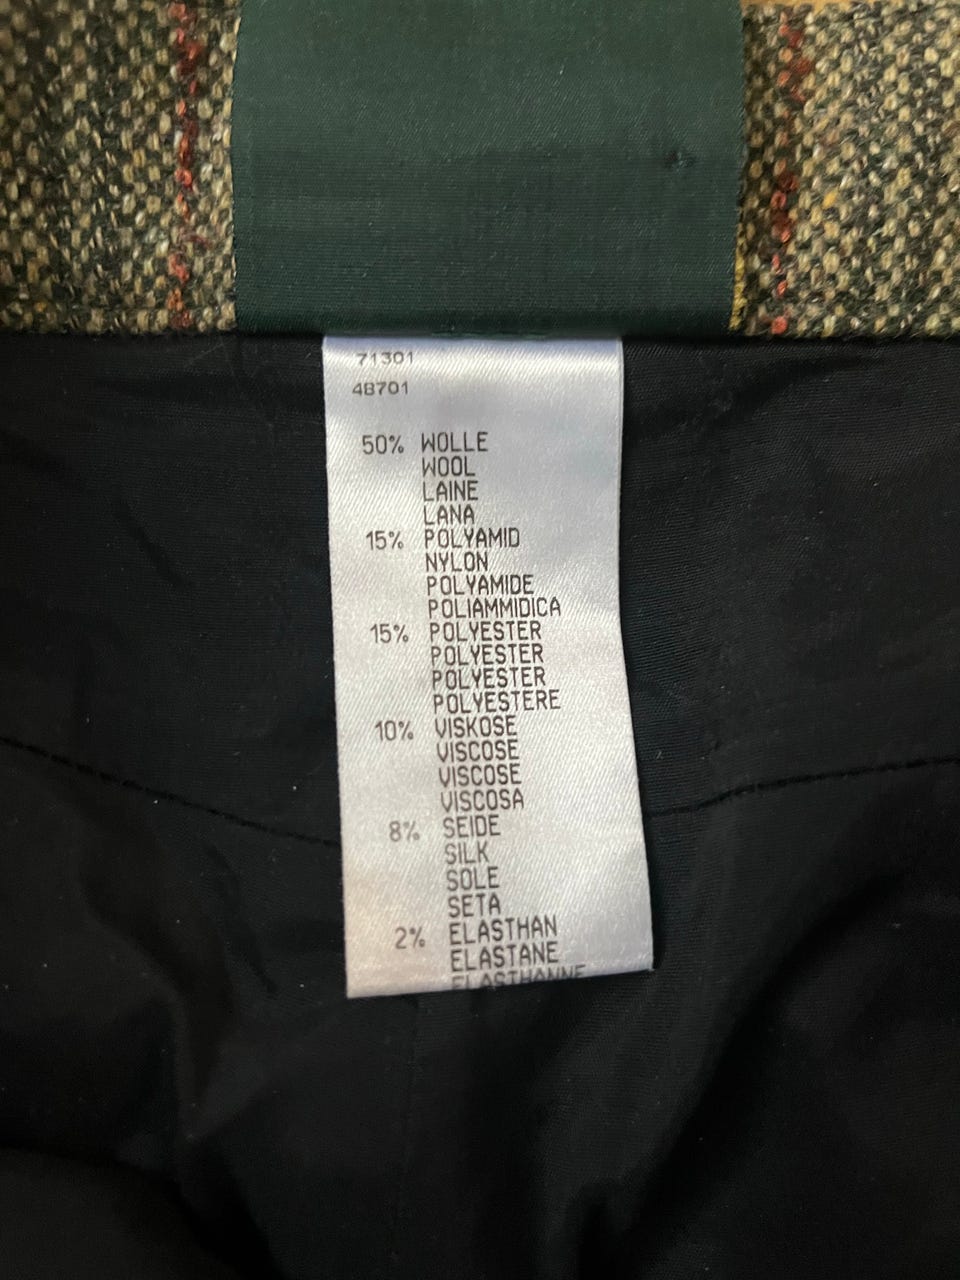 71301
48701
50% WOLLE
WOOL
LAINE
LANA
15% POLYAMID
NYLON
POLYAMIDE
POLIAMMIDICA
15% POLYESTER
POLYESTER
POLYESTER
POLYESTERE
10% VISKOSE
VISCOSE
VISCOSE
VISCOSA
8% SEIDE
SILK
SOLE
SETA
2% ELASTHAN
ELASTANE
ELASTHANNE